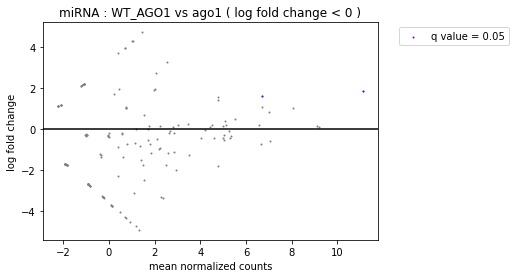 miRNA : WT_AGO1 vs ago1 ( log fold change < 0 )
q value = 0.05
log fold change
4
2
0
−2
−4
−2 0 2 4 6 8 10
mean normalized counts